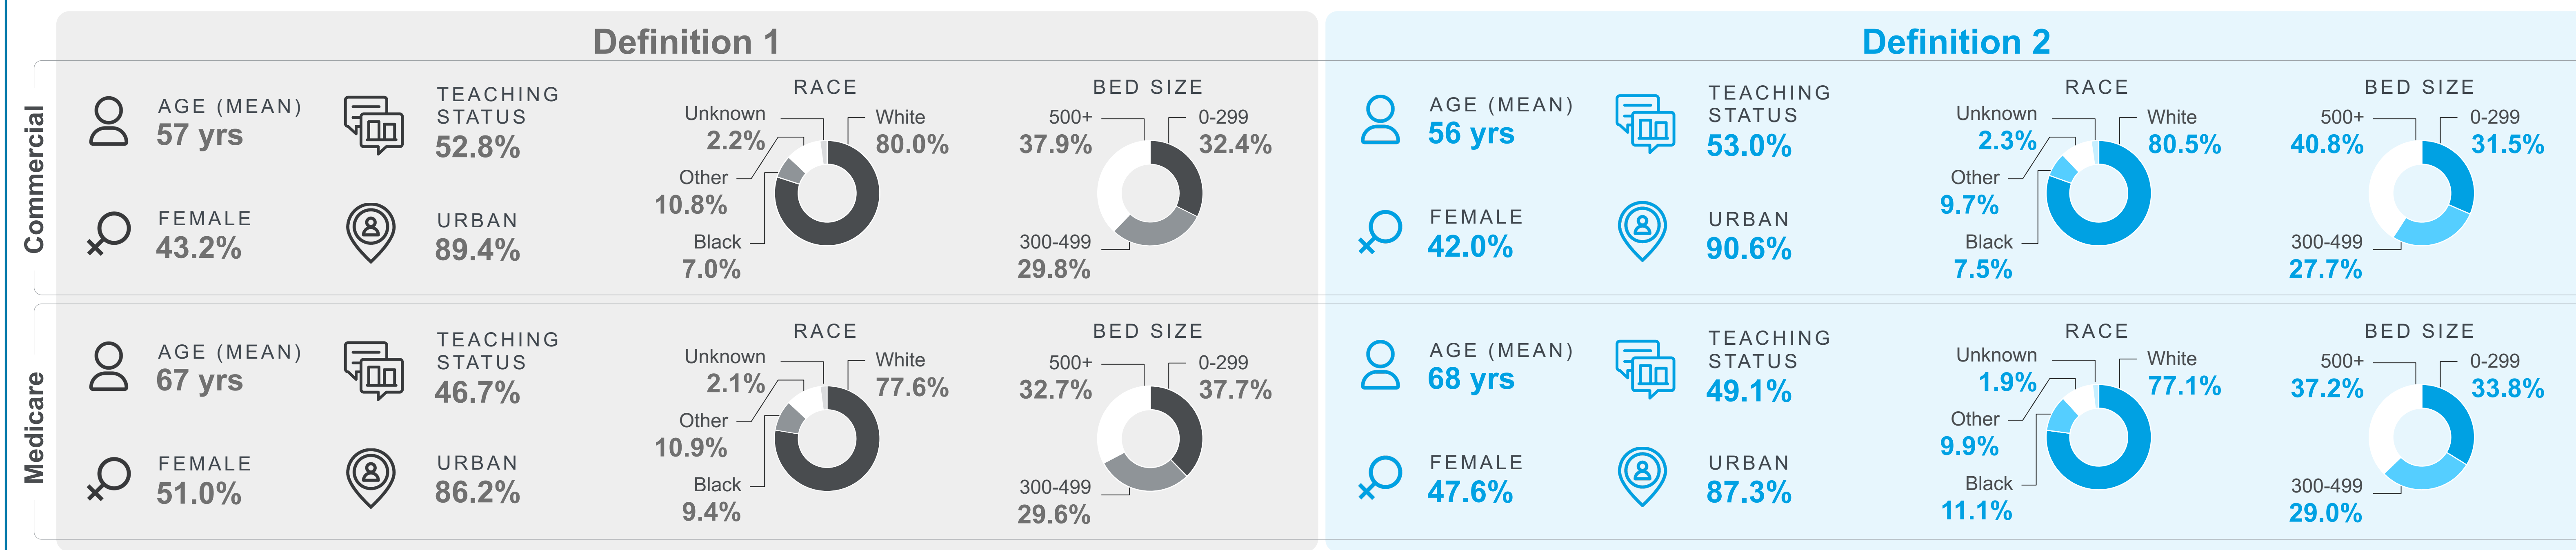 Definition 1
Commercial
AGE (MEAN)
57 yrs
TEACHING
STATUS
52.8%
FEMALE
43.2%
URBAN
89.4%
RACE
Unknown
2.2%
White
80.0%
Other
10.8%
Black
7.0%
BED SIZE
500+
37.9%
0-299
32.4%
300-499
29.8%
Medicare
AGE (MEAN)
67 yrs
TEACHING
STATUS
46.7%
FEMALE
51.0%
URBAN
86.2%
RACE
Unknown
2.1%
White
77.6%
Other
10.9%
Black
9.4%
BED SIZE
500+
32.7%
0-299
37.7%
300-499
29.6%
Definition 2
AGE (MEAN)
56 yrs
TEACHING
STATUS
53.0%
FEMALE
42.0%
URBAN
90.6%
RACE
Unknown
2.3%
White
80.5%
Other
9.7%
Black
7.5%
BED SIZE
500+
40.8%
0-299
31.5%
300-499
27.7%
AGE (MEAN)
68 yrs
TEACHING
STATUS
49.1%
FEMALE
47.6%
URBAN
87.3%
RACE
Unknown
1.9%
White
77.1%
Other
9.9%
Black
11.1%
BED SIZE
500+
37.2%
0-299
33.8%
300-499
29.0%